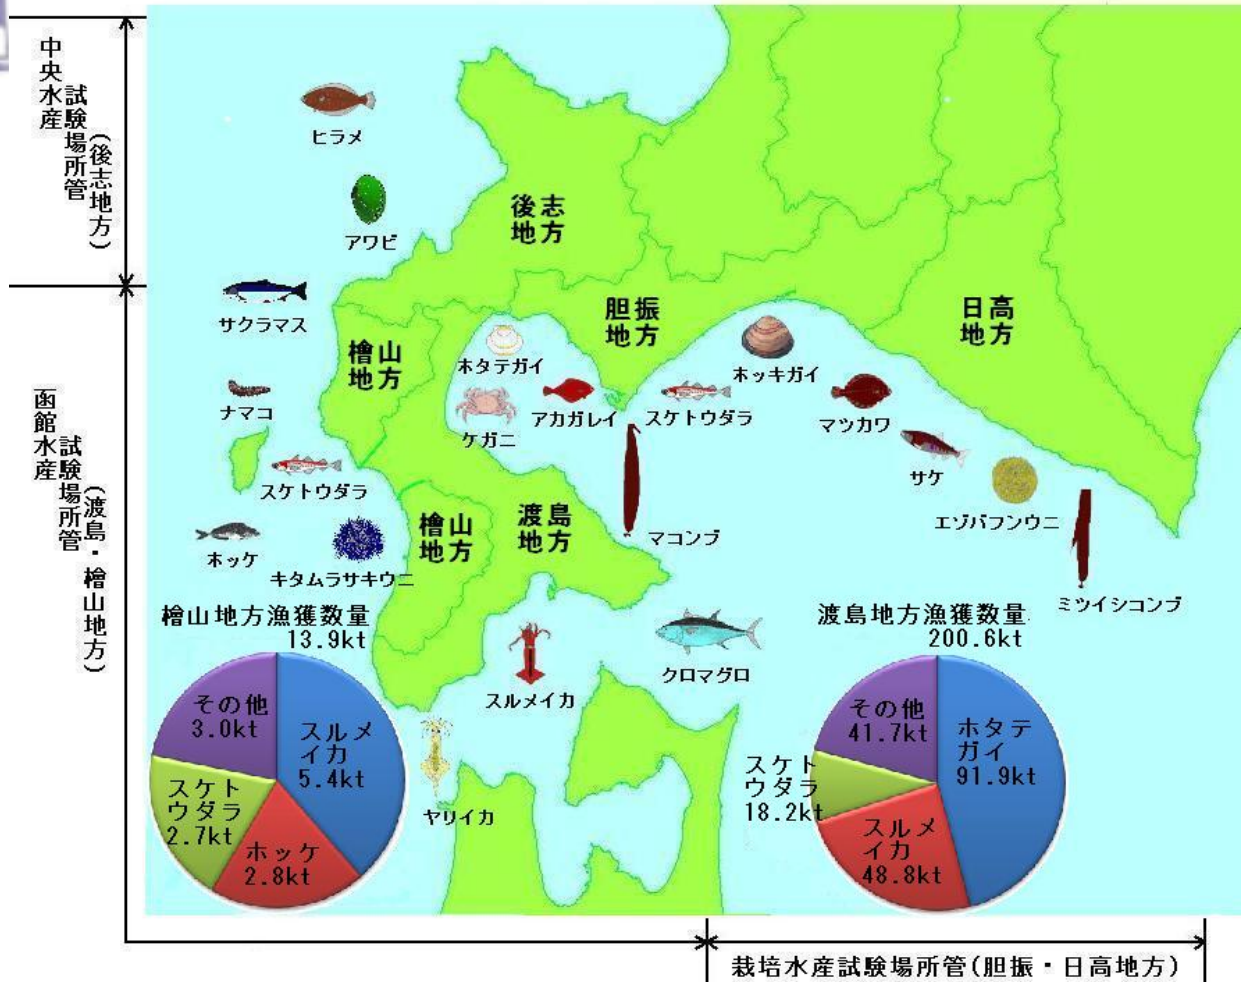 中央水産
試験場所管
(後志地方)
函館水産
試験場所管
(渡島・檜山地方)
ヒラメ
アワビ
サクラマス
ナマコ
スケトウダラ
ホッケ
キタムラサキウニ
後志
地方
胆振
地方
日高
地方
檜山
地方
檜山
地方
渡島
地方
ホタテガイ
ケガニ
アカガレイ
スケトウダラ
ホッキガイ
マツカワ
サケ
エゾバフンウニ
ミツイシコンブ
マコンブ
クロマグロ
スルメイカ
ヤリイカ
檜山地方漁獲数量
13.9kt
スルメ
イカ
5.4kt
ホッケ
2.8kt
スケト
ウダラ
2.7kt
その他
3.0kt
渡島地方漁獲数量
200.6kt
ホタテ
ガイ
91.9kt
スルメ
イカ
48.8kt
スケト
ウダラ
18.2kt
その他
41.7kt
栽培水産試験場所管(胆振・日高地方)